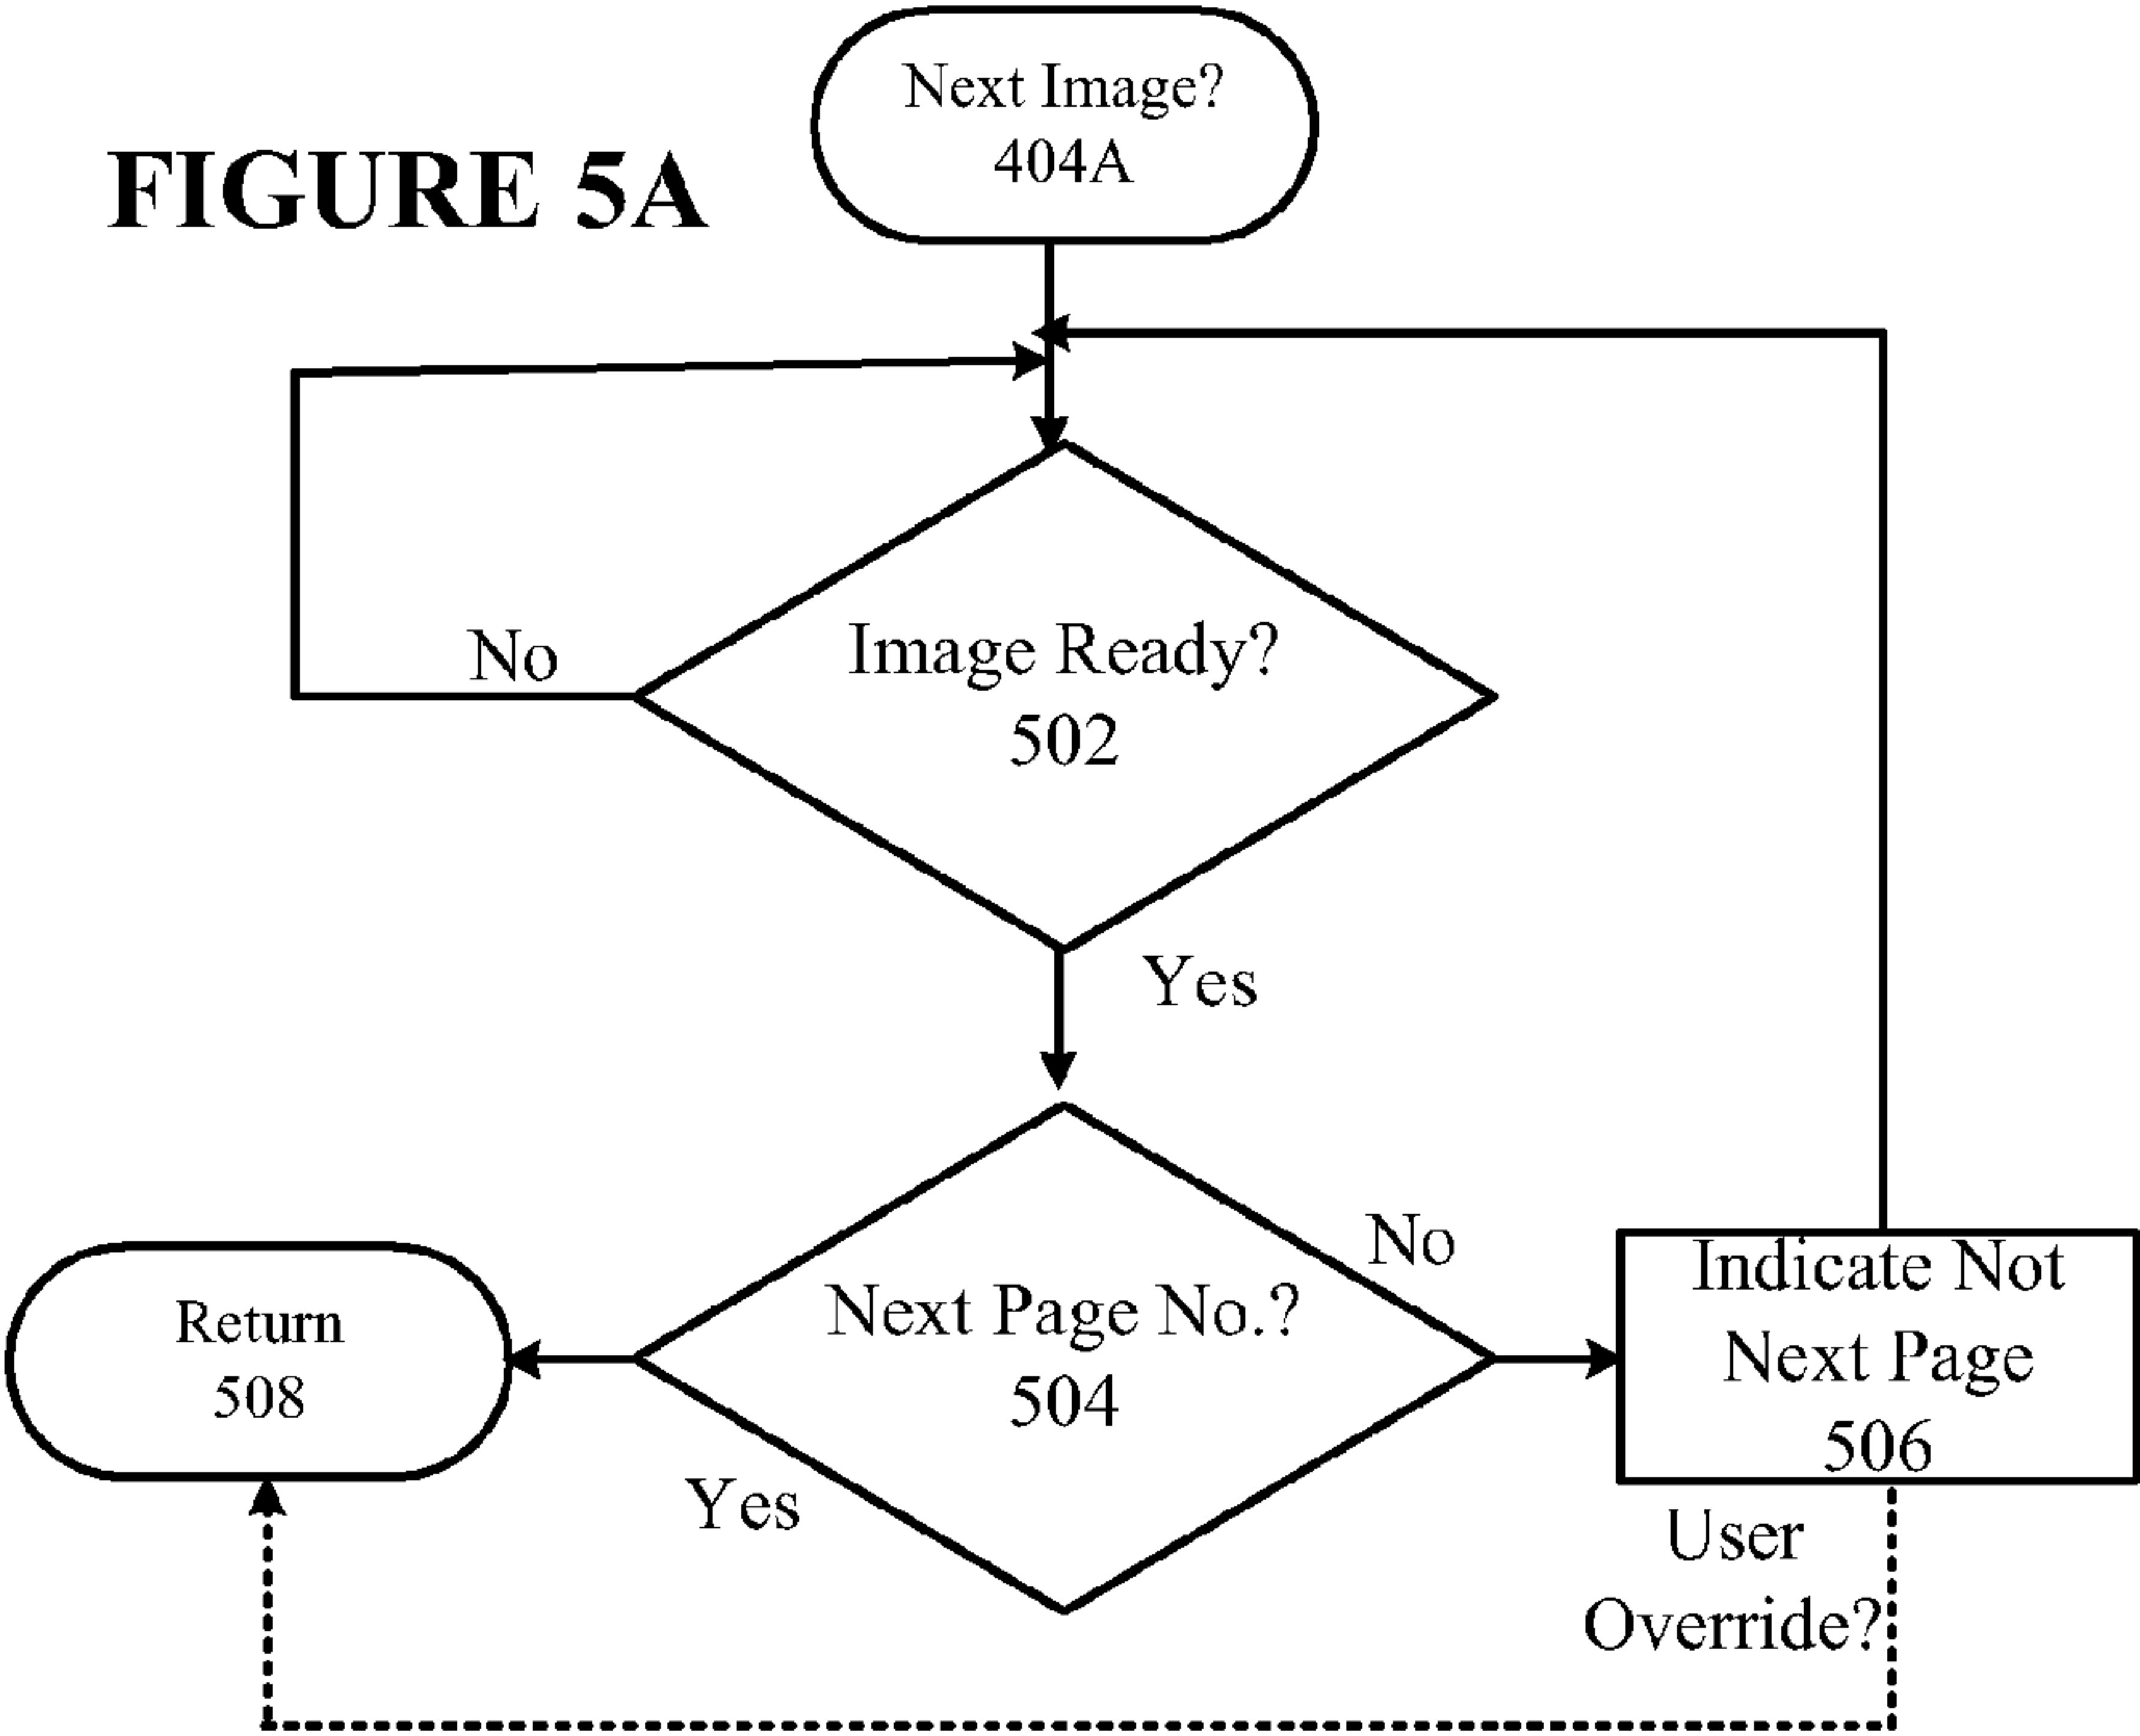 Next Image?
404A
FIGURE 5A
No
Image Ready?
502
Yes
No
Return
508
Next Page No.?
504
Indicate Not
Next Page
506
Yes
User
Override?